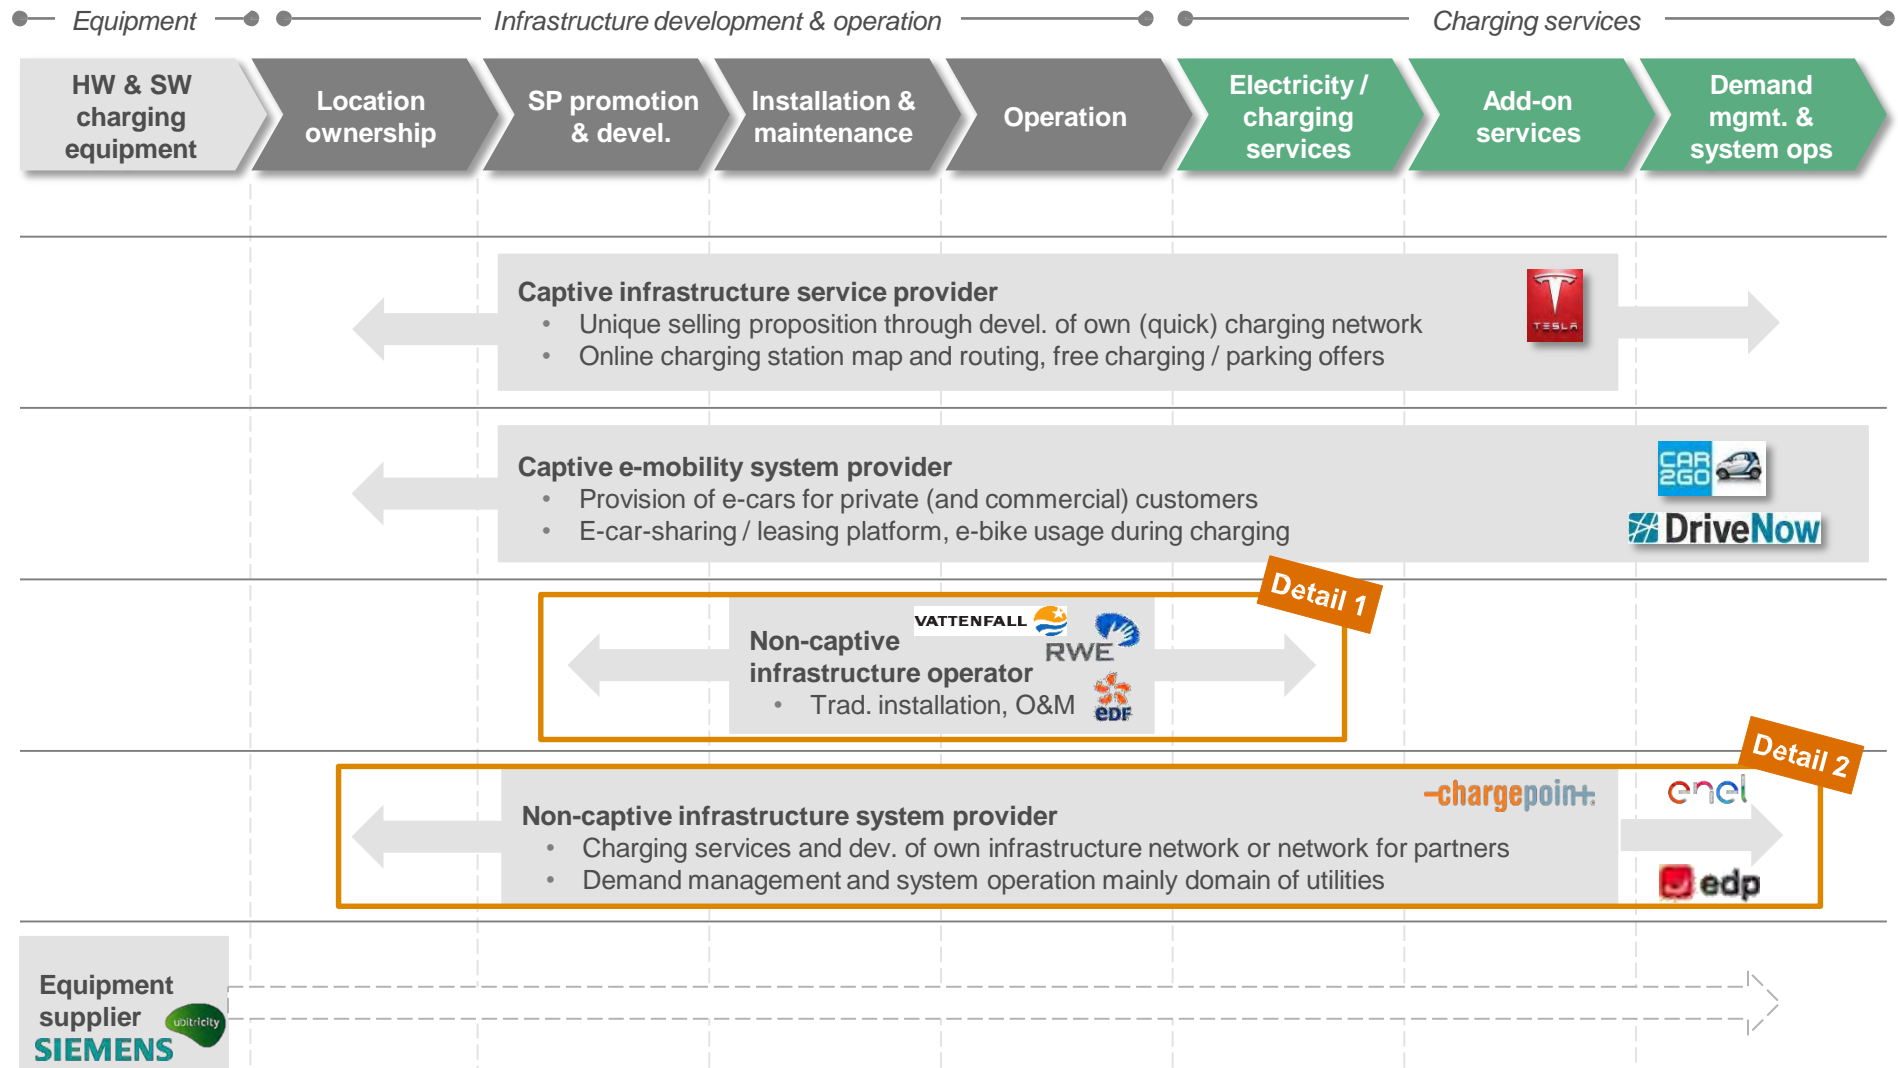 Equipment
Infrastructure development & operation
Charging services
HW & SW
charging
equipment
Location
ownership
SP promotion
& devel.
Installation &
maintenance
Operation
Electricity /
charging
services
Add-on
services
Demand
mgmt. &
system ops
Captive infrastructure service provider
• Unique selling proposition through devel. of own (quick) charging network
• Online charging station map and routing, free charging / parking offers
TESLA
Captive e-mobility system provider
• Provision of e-cars for private (and commercial) customers
• E-car-sharing / leasing platform, e-bike usage during charging
CAR
2GO
DriveNow
Detail 1
Non-captive
infrastructure operator
• Trad. installation, O&M
VATTENFALL
RWE
eDF
Detail 2
Non-captive infrastructure system provider
• Charging services and dev. of own infrastructure network or network for partners
• Demand management and system operation mainly domain of utilities
-chargepoin+.
enel
edp
Equipment
supplier
ubitricity
SIEMENS